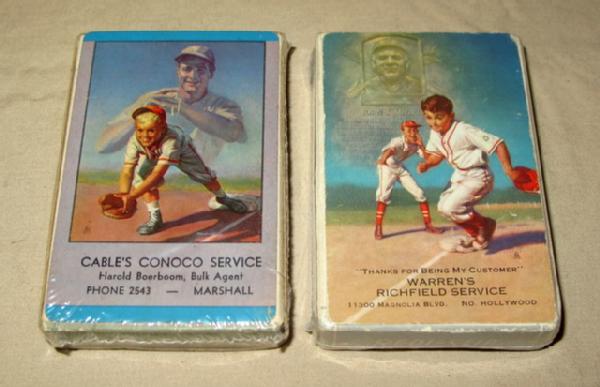 CABLE'S CONOCO SERVICE
Harold Boerboom, Bulk Agent
PHONE 2543 — MARSHALL
"THANKS FOR BEING MY CUSTOMER"
WARREN'S
RICHFIELD SERVICE
11300 MAGNOLIA BLVD. NO. HOLLYWOOD